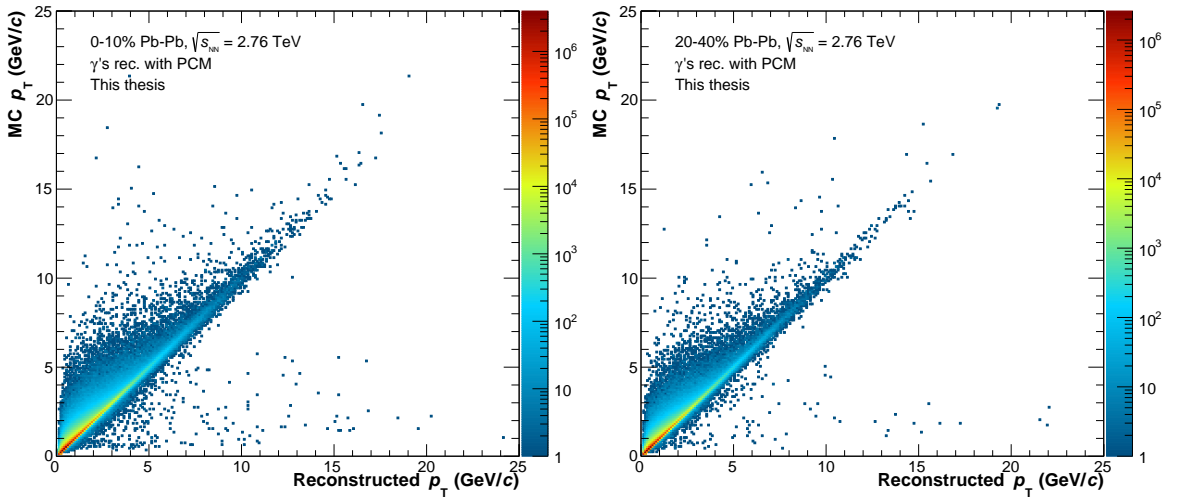 MC p_T (GeV/c)
25
20
15
10
5
0
0-10% Pb-Pb, √s_NN = 2.76 TeV
γ's rec. with PCM
This thesis
0 5 10 15 20 25
Reconstructed p_T (GeV/c)
10^6
10^5
10^4
10^3
10^2
10
1
MC p_T (GeV/c)
25
20
15
10
5
0
20-40% Pb-Pb, √s_NN = 2.76 TeV
γ's rec. with PCM
This thesis
0 5 10 15 20 25
Reconstructed p_T (GeV/c)
10^6
10^5
10^4
10^3
10^2
10
1